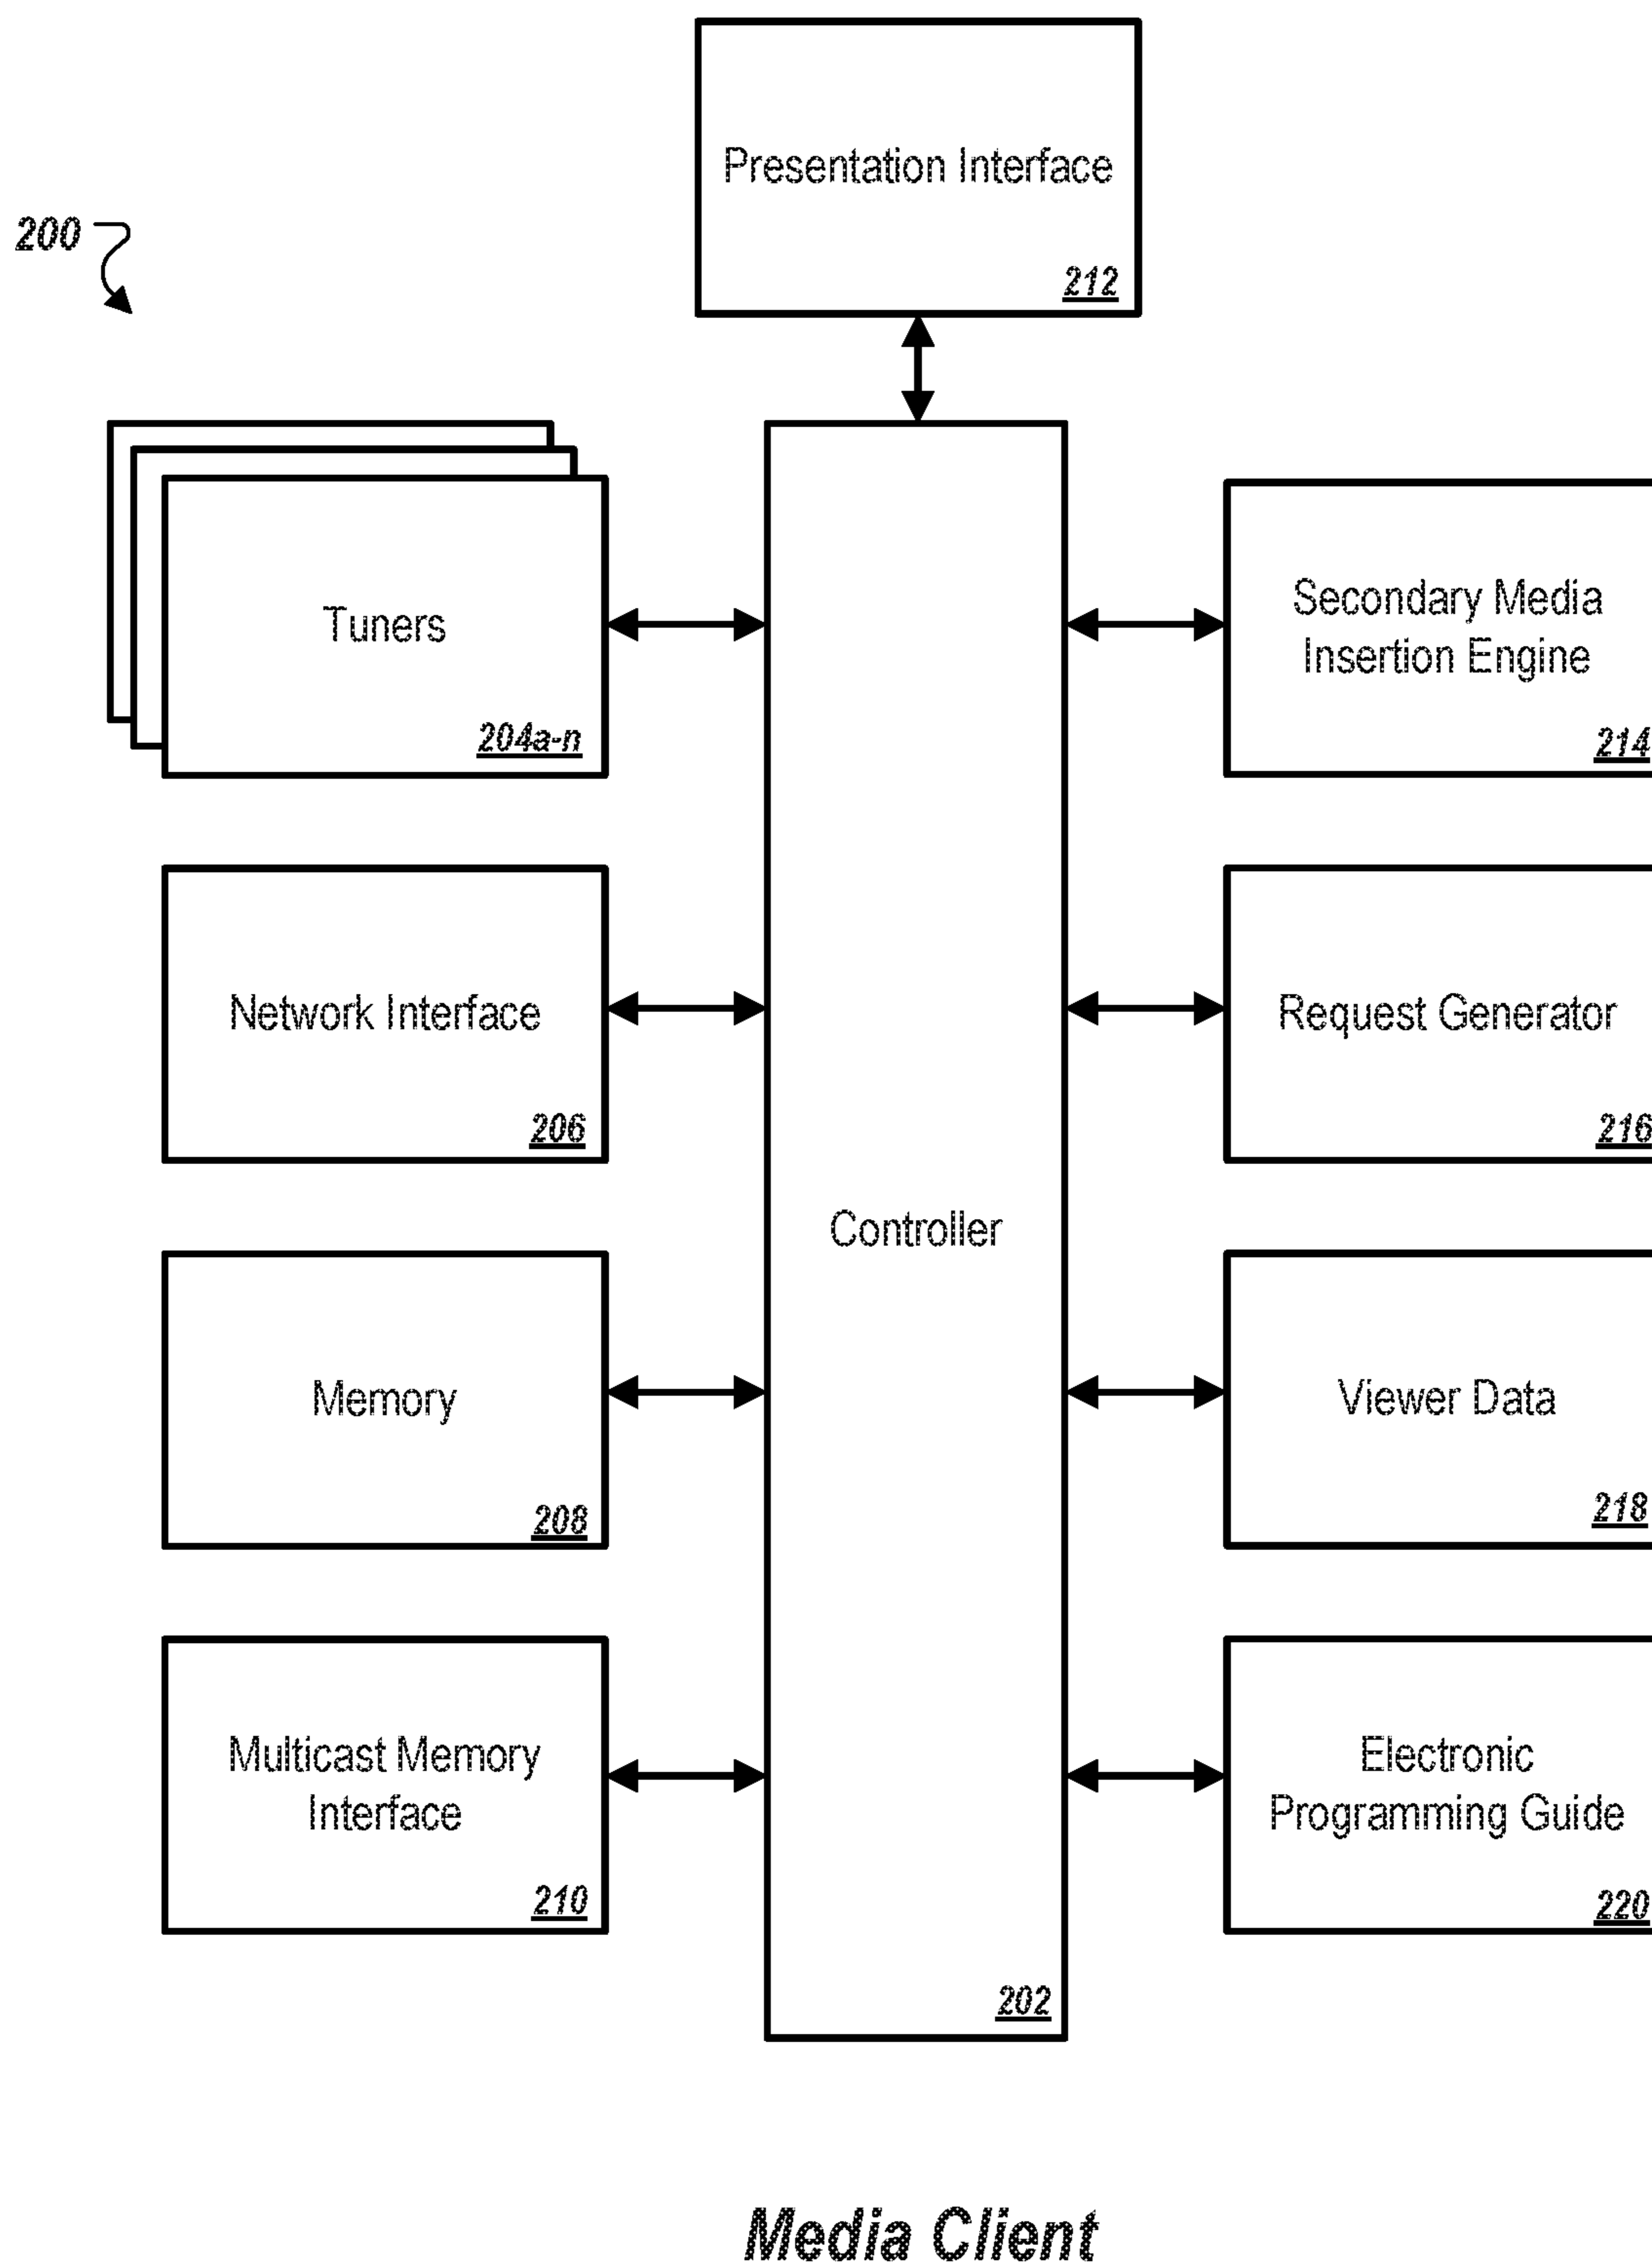 Presentation Interface
212
200
Tuners
204a-n
Secondary Media
Insertion Engine
214
Network Interface
206
Request Generator
216
Controller
202
Memory
208
Viewer Data
218
Multicast Memory
Interface
210
Electronic
Programming Guide
220
Media Client